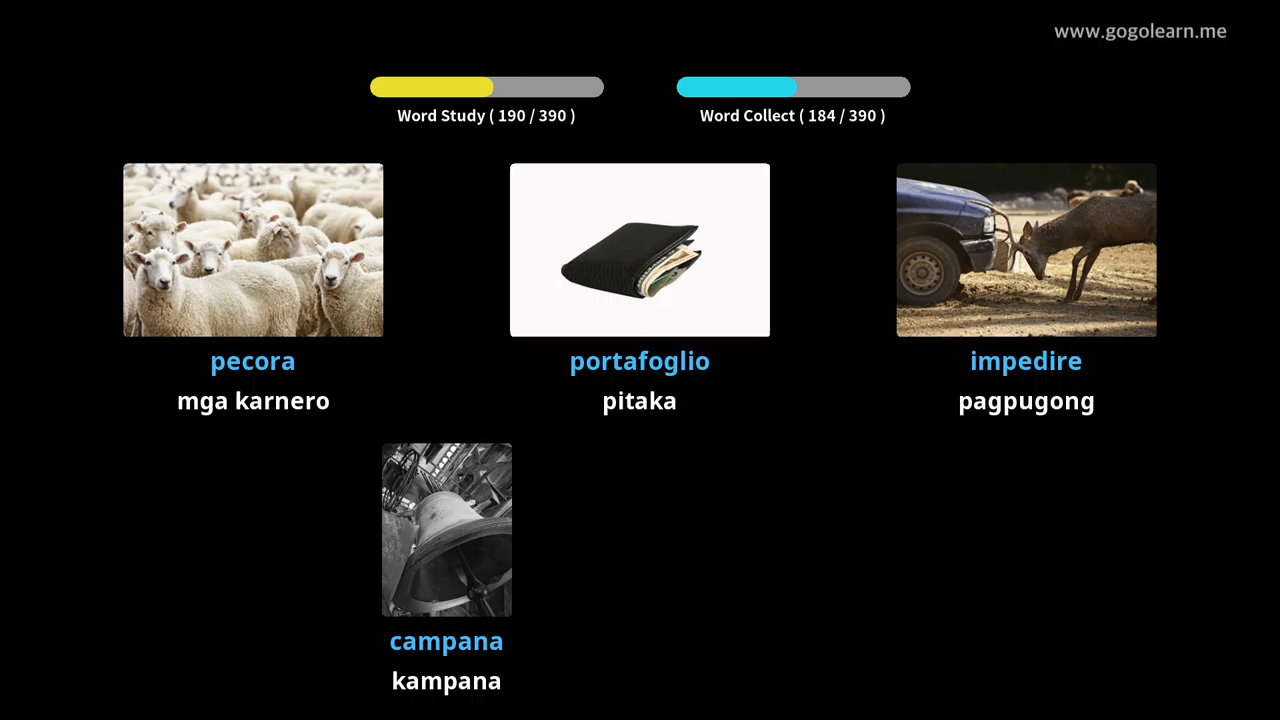 www.gogolearn.me
Word Study ( 190 / 390 )
Word Collect ( 184 / 390 )
pecora
mga karnero
portafoglio
pitaka
impedire
pagpugong
campana
kampana